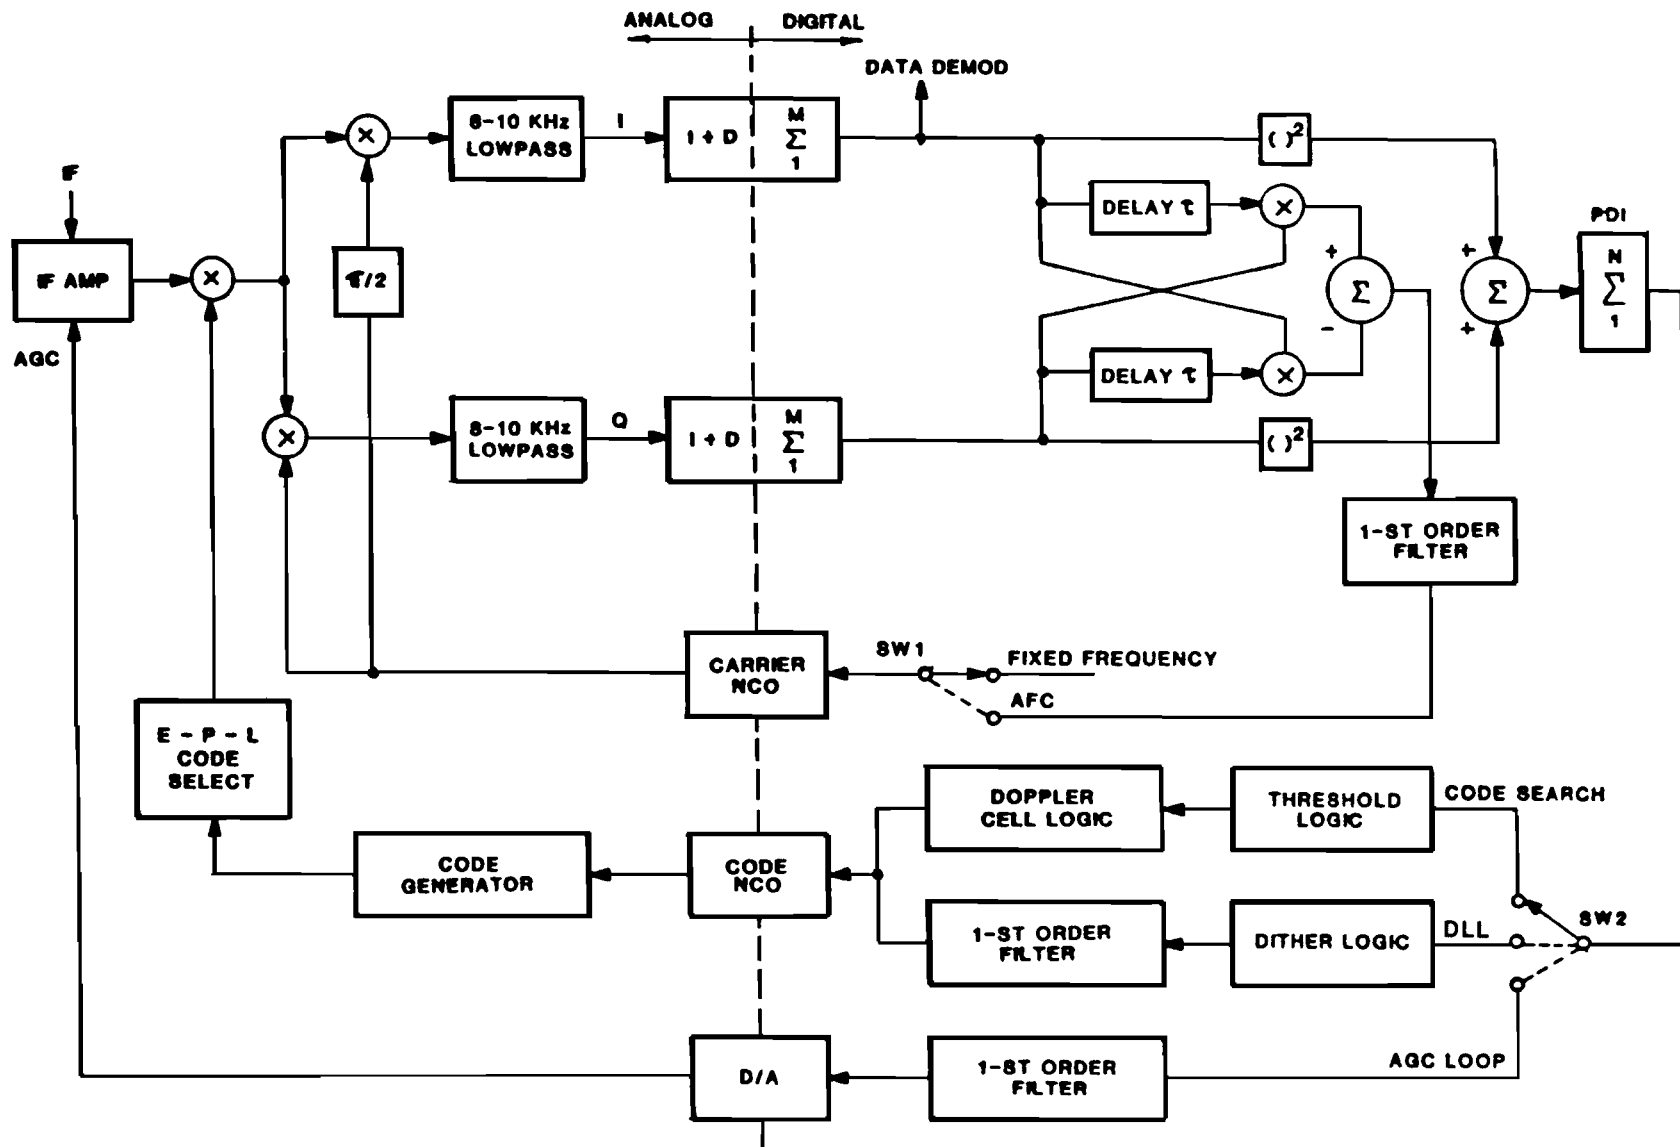 ANALOG
DIGITAL
DATA DEMOD
IF
IF AMP
AGC
×
×
×
π/2
8-10 KHz
LOWPASS
I
I + D
M
Σ
1
8-10 KHz
LOWPASS
Q
I + D
M
Σ
1
( )²
DELAY τ
×
DELAY τ
×
( )²
+
Σ
-
+
Σ
+
PDI
N
Σ
1
1-ST ORDER
FILTER
CARRIER
NCO
SW1
FIXED FREQUENCY
AFC
E - P - L
CODE
SELECT
CODE
GENERATOR
CODE
NCO
DOPPLER
CELL LOGIC
THRESHOLD
LOGIC
CODE SEARCH
1-ST ORDER
FILTER
DITHER LOGIC
DLL
SW2
D/A
1-ST ORDER
FILTER
AGC LOOP